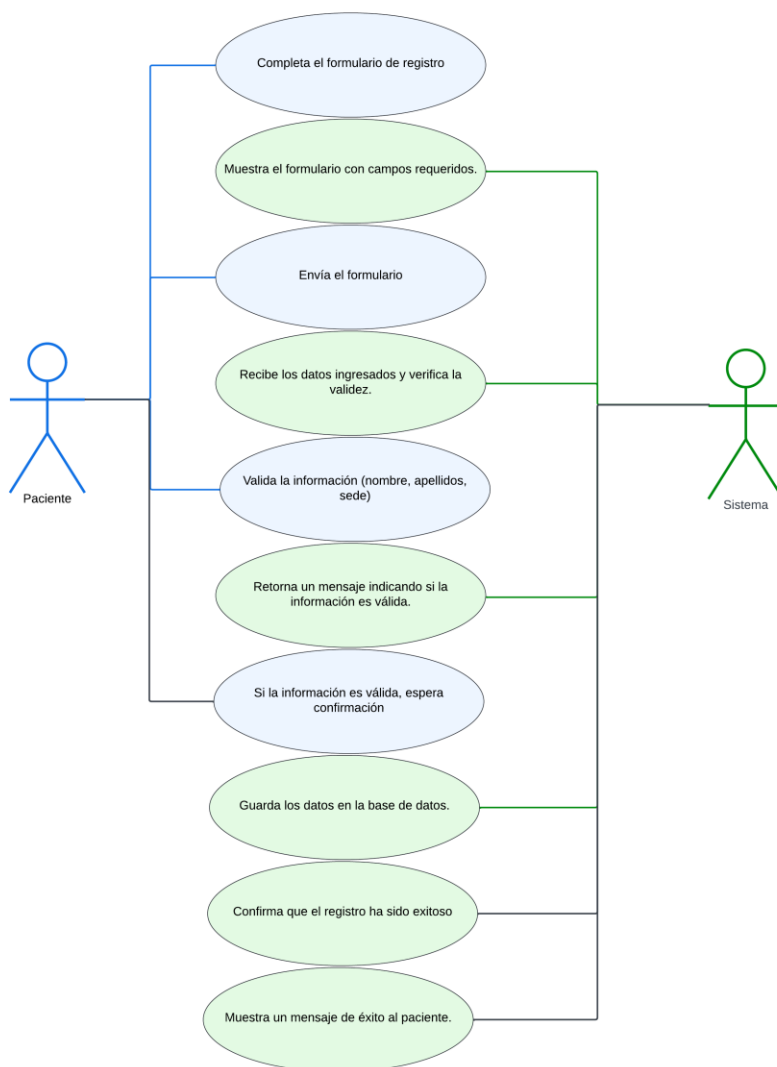 Completa el formulario de registro
Muestra el formulario con campos requeridos.
Envía el formulario
Recibe los datos ingresados y verifica la
validez.
Paciente
Valida la información (nombre, apellidos,
sede)
Sistema
Retorna un mensaje indicando si la
información es válida.
Si la información es válida, espera
confirmación
Guarda los datos en la base de datos.
Confirma que el registro ha sido exitoso
Muestra un mensaje de éxito al paciente.